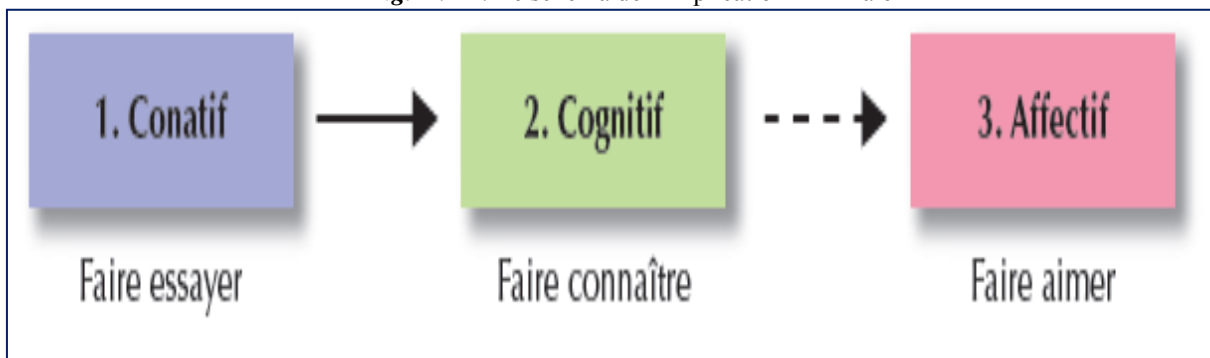 1. Conatif
2. Cognitif
3. Affectif
Faire essayer
Faire connaître
Faire aimer